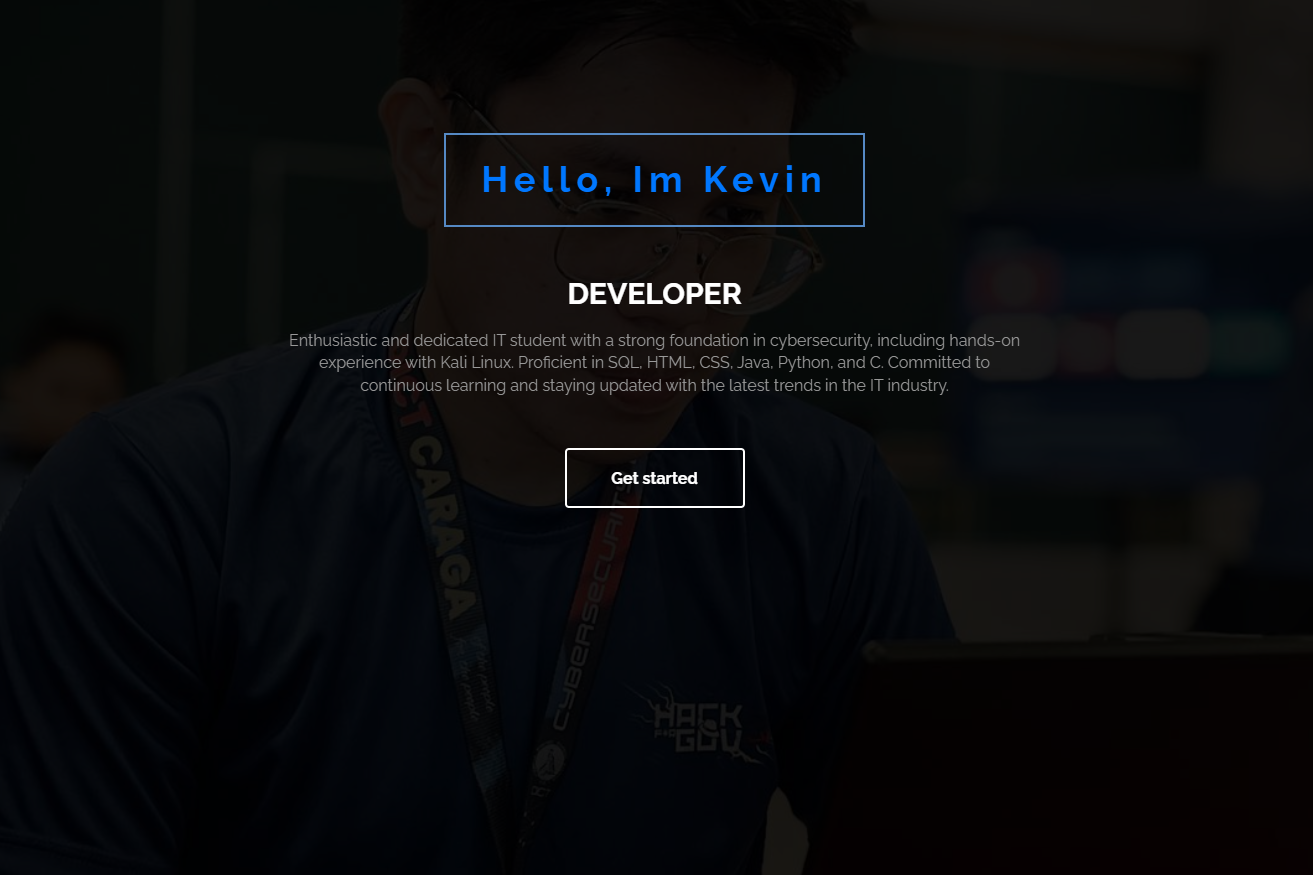 Hello, Im Kevin
DEVELOPER
Enthusiastic and dedicated IT student with a strong foundation in cybersecurity, including hands-on
experience with Kali Linux. Proficient in SQL, HTML, CSS, Java, Python, and C. Committed to
continuous learning and staying updated with the latest trends in the IT industry.
Get started
CT CARAGA
CYBERSECURITY
HACK
GOV